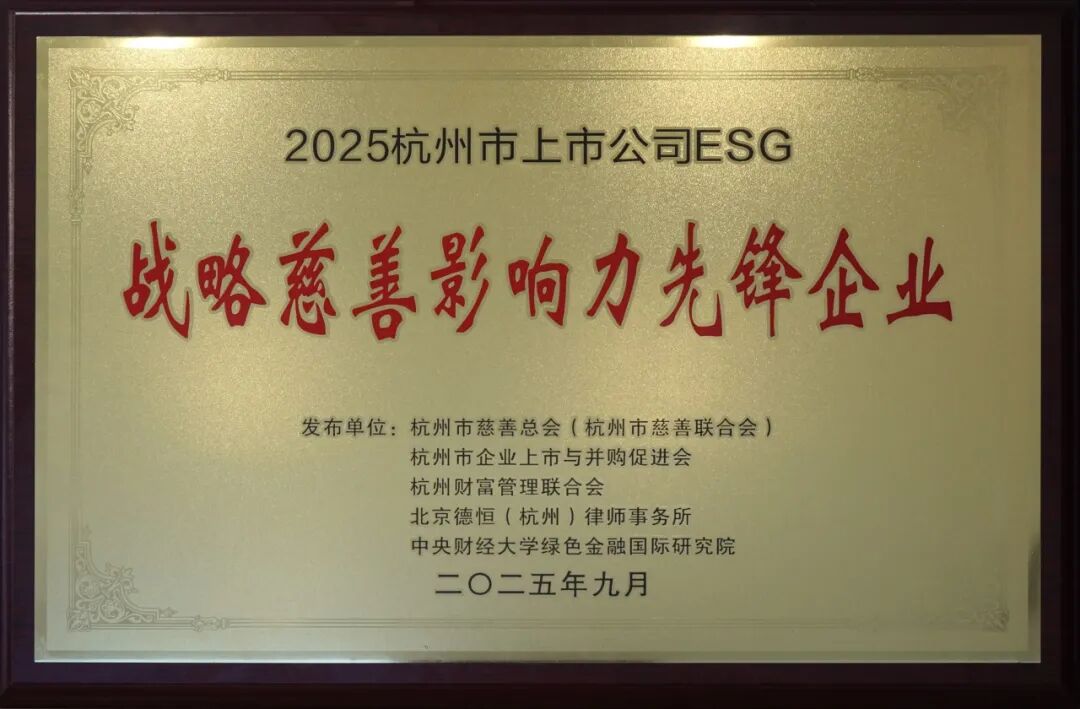 2025杭州市上市公司ESG
战略慈善影响力先锋企业
发布单位：杭州市慈善总会（杭州市慈善联合会）
杭州市企业上市与并购促进会
杭州财富管理联合会
北京德恒（杭州）律师事务所
中央财经大学绿色金融国际研究院
二〇二五年九月